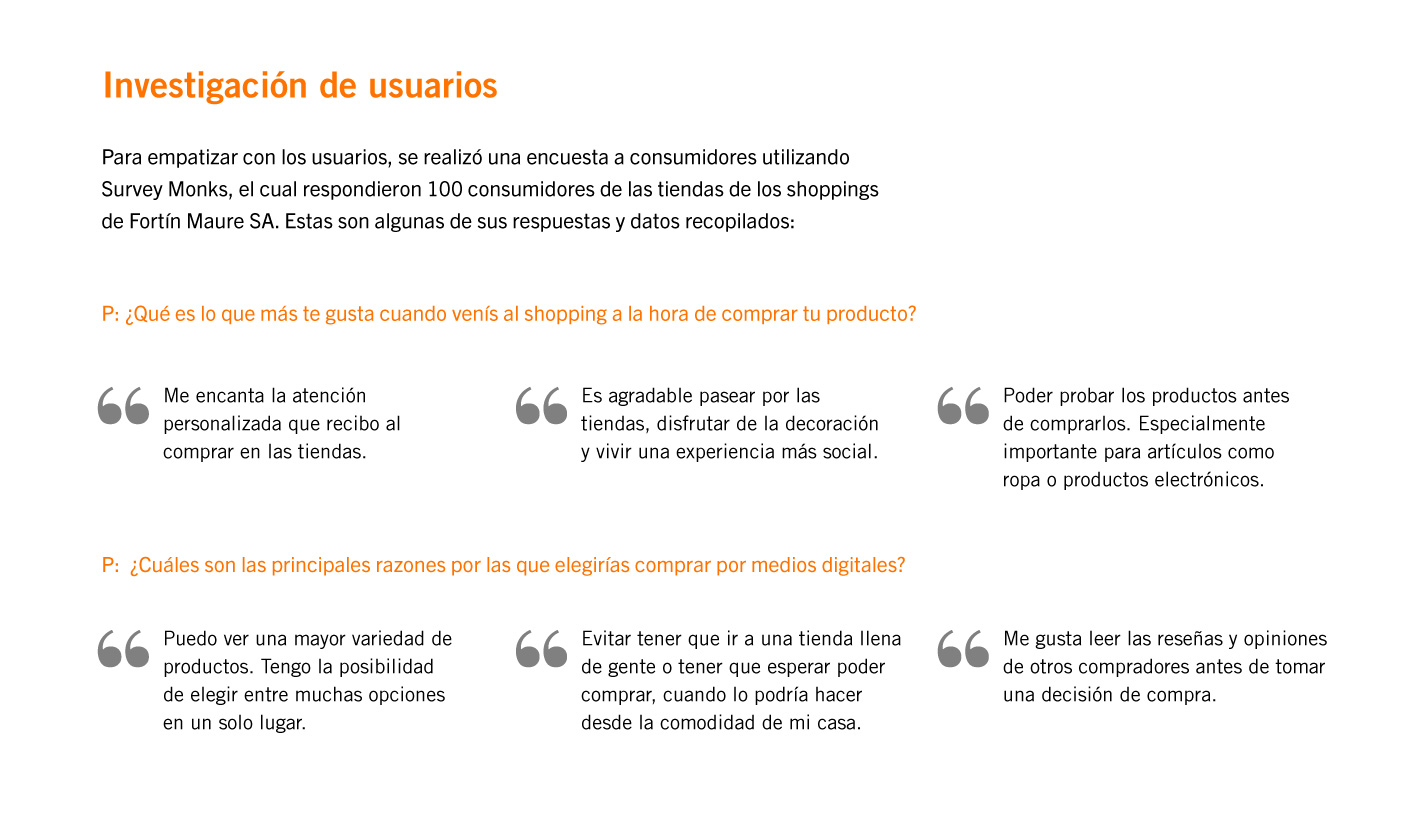 Investigación de usuarios
Para empatizar con los usuarios, se realizó una encuesta a consumidores utilizando
Survey Monks, el cual respondieron 100 consumidores de las tiendas de los shoppings
de Fortín Maure SA. Estas son algunas de sus respuestas y datos recopilados:
P: ¿Qué es lo que más te gusta cuando venís al shopping a la hora de comprar tu producto?
“ Me encanta la atención
personalizada que recibo al
comprar en las tiendas.
“ Es agradable pasear por las
tiendas, disfrutar de la decoración
y vivir una experiencia más social.
“ Poder probar los productos antes
de comprarlos. Especialmente
importante para artículos como
ropa o productos electrónicos.
P: ¿Cuáles son las principales razones por las que elegirías comprar por medios digitales?
“ Puedo ver una mayor variedad de
productos. Tengo la posibilidad
de elegir entre muchas opciones
en un solo lugar.
“ Evitar tener que ir a una tienda llena
de gente o tener que esperar poder
comprar, cuando lo podría hacer
desde la comodidad de mi casa.
“ Me gusta leer las reseñas y opiniones
de otros compradores antes de tomar
una decisión de compra.